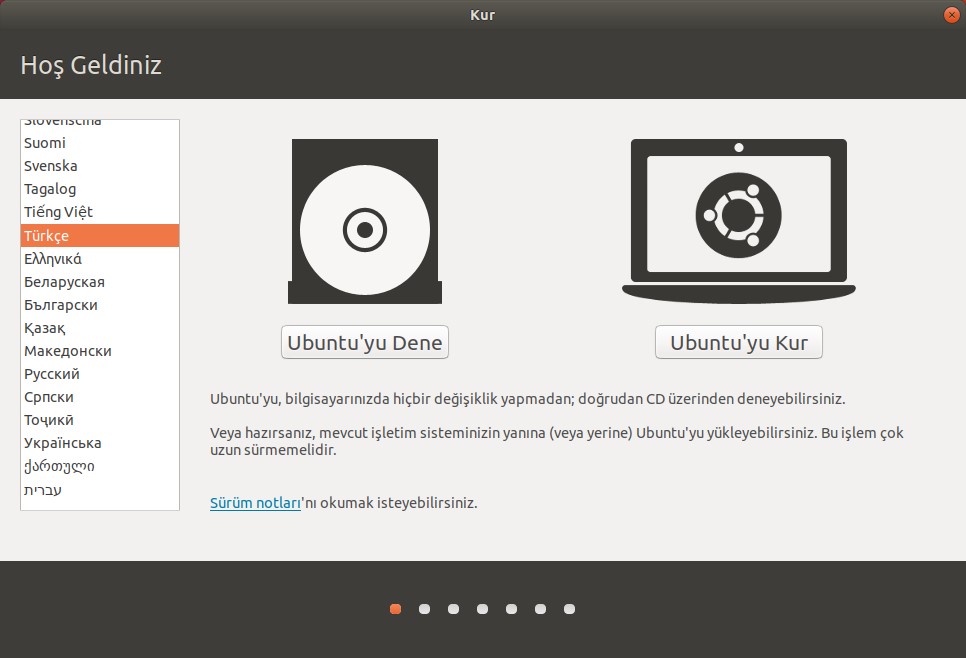 Kur
Hoş Geldiniz
Slovenščina
Suomi
Svenska
Tagalog
Tiếng Việt
Türkçe
Ελληνικά
Беларуская
Български
Қазақ
Македонски
Русский
Српски
Тоҷикӣ
Українська
ქართული
עברית
Ubuntu'yu Dene
Ubuntu'yu Kur
Ubuntu'yu, bilgisayarınızda hiçbir değişiklik yapmadan; doğrudan CD üzerinden deneyebilirsiniz.
Veya hazırsanız, mevcut işletim sisteminizin yanına (veya yerine) Ubuntu'yu yükleyebilirsiniz. Bu işlem çok
uzun sürmemelidir.
Sürüm notları'nı okumak isteyebilirsiniz.